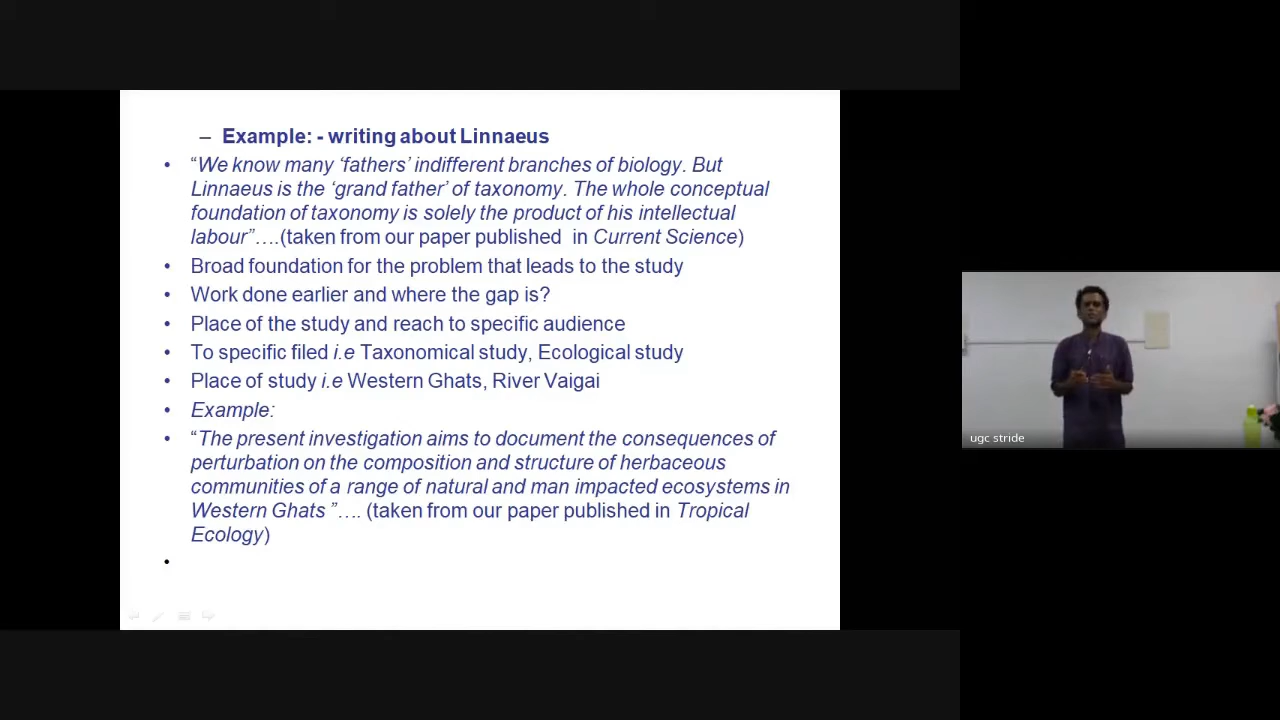 – Example: - writing about Linnaeus
• “We know many ‘fathers’ indifferent branches of biology. But
Linnaeus is the ‘grand father’ of taxonomy. The whole conceptual
foundation of taxonomy is solely the product of his intellectual
labour”….(taken from our paper published in Current Science)
• Broad foundation for the problem that leads to the study
• Work done earlier and where the gap is?
• Place of the study and reach to specific audience
• To specific filed i.e Taxonomical study, Ecological study
• Place of study i.e Western Ghats, River Vaigai
• Example:
• “The present investigation aims to document the consequences of
perturbation on the composition and structure of herbaceous
communities of a range of natural and man impacted ecosystems in
Western Ghats ”…. (taken from our paper published in Tropical
Ecology)
•
ugc stride